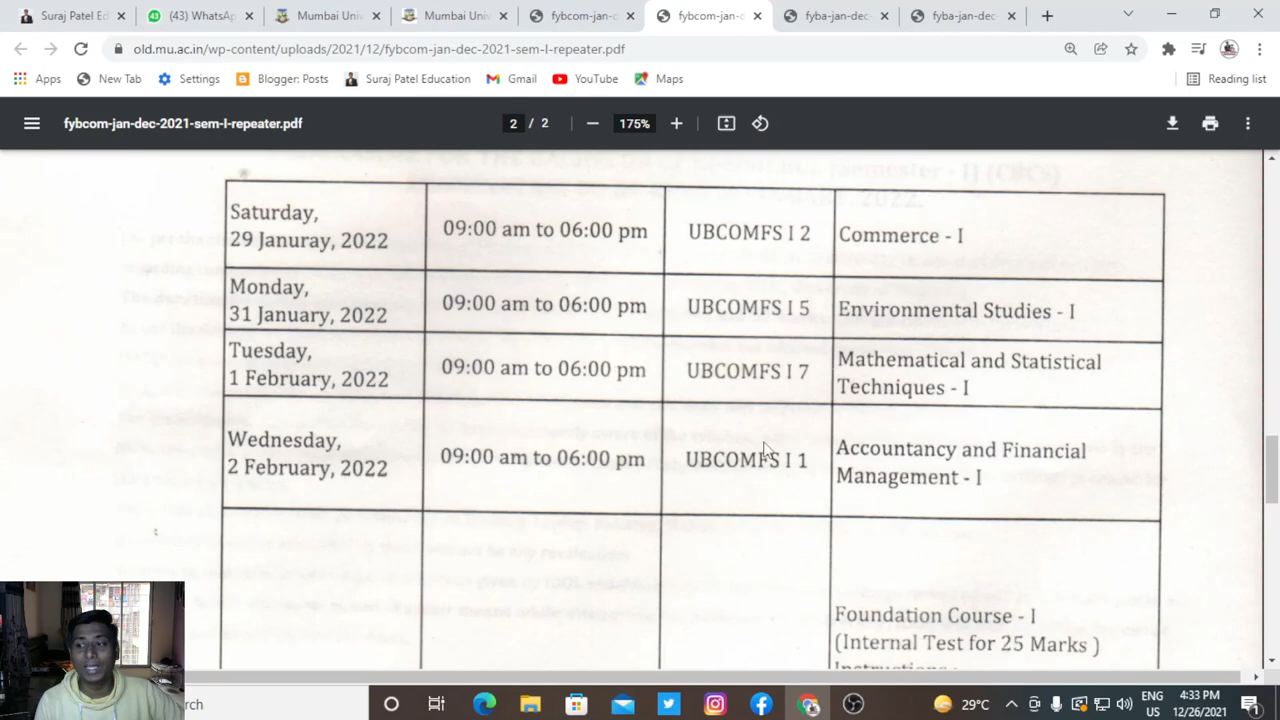 Suraj Patel Ed
(43) WhatsAp
Mumbai Univ
Mumbai Univ
fybcom-jan-d
fybcom-jan-d
fyba-jan-dec-
fyba-jan-dec-
old.mu.ac.in/wp-content/uploads/2021/12/fybcom-jan-dec-2021-sem-I-repeater.pdf
Apps
New Tab
Settings
Blogger: Posts
Suraj Patel Education
Gmail
YouTube
Maps
Reading list
fybcom-jan-dec-2021-sem-I-repeater.pdf
2 / 2
175%
Saturday,
29 Januray, 2022
09:00 am to 06:00 pm
UBCOMFS I 2
Commerce - I
Monday,
31 January, 2022
09:00 am to 06:00 pm
UBCOMFS I 5
Environmental Studies - I
Tuesday,
1 February, 2022
09:00 am to 06:00 pm
UBCOMFS I 7
Mathematical and Statistical
Techniques - I
Wednesday,
2 February, 2022
09:00 am to 06:00 pm
UBCOMFS I 1
Accountancy and Financial
Management - I
Foundation Course - I
(Internal Test for 25 Marks )
Instructions -
rch
29°C
ENG
US
4:33 PM
12/26/2021